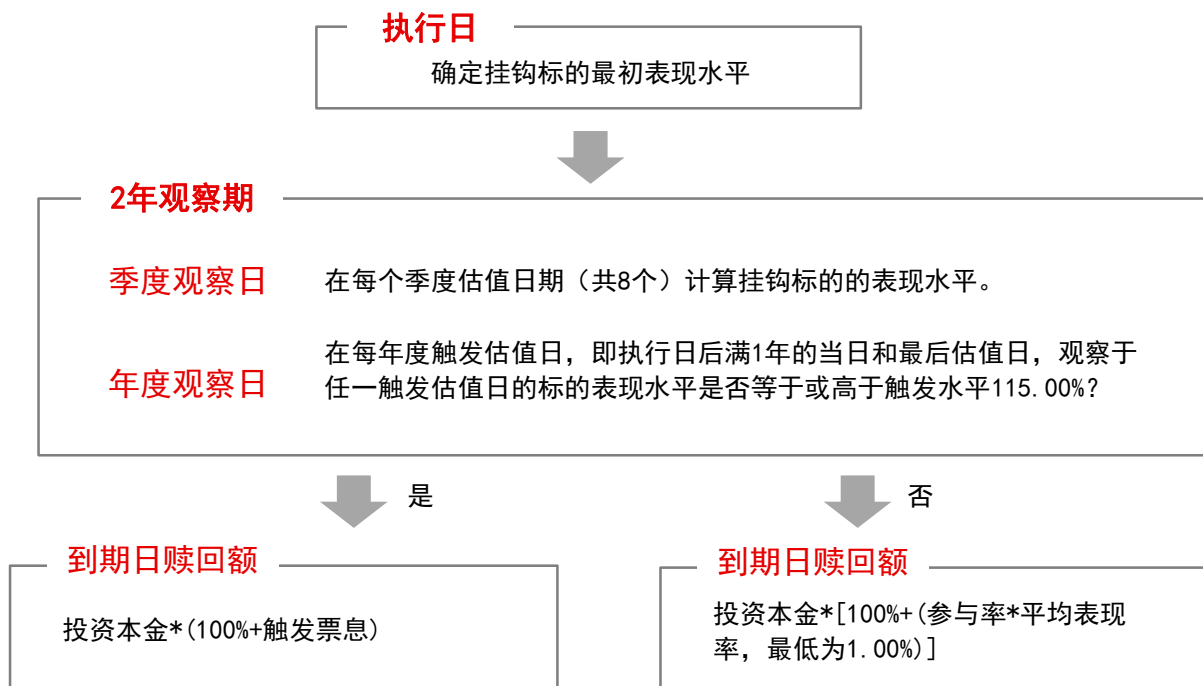 执行日
确定挂钩标的最初表现水平
2年观察期
季度观察日
在每个季度估值日期（共8个）计算挂钩标的的表现水平。
年度观察日
在每年度触发估值日，即执行日后满1年的当日和最后估值日，观察于
任一触发估值日的标的表现水平是否等于或高于触发水平115.00%？
是
否
到期日赎回额
投资本金*(100%+触发票息)
到期日赎回额
投资本金*[100%+(参与率*平均表现
率，最低为1.00%)]